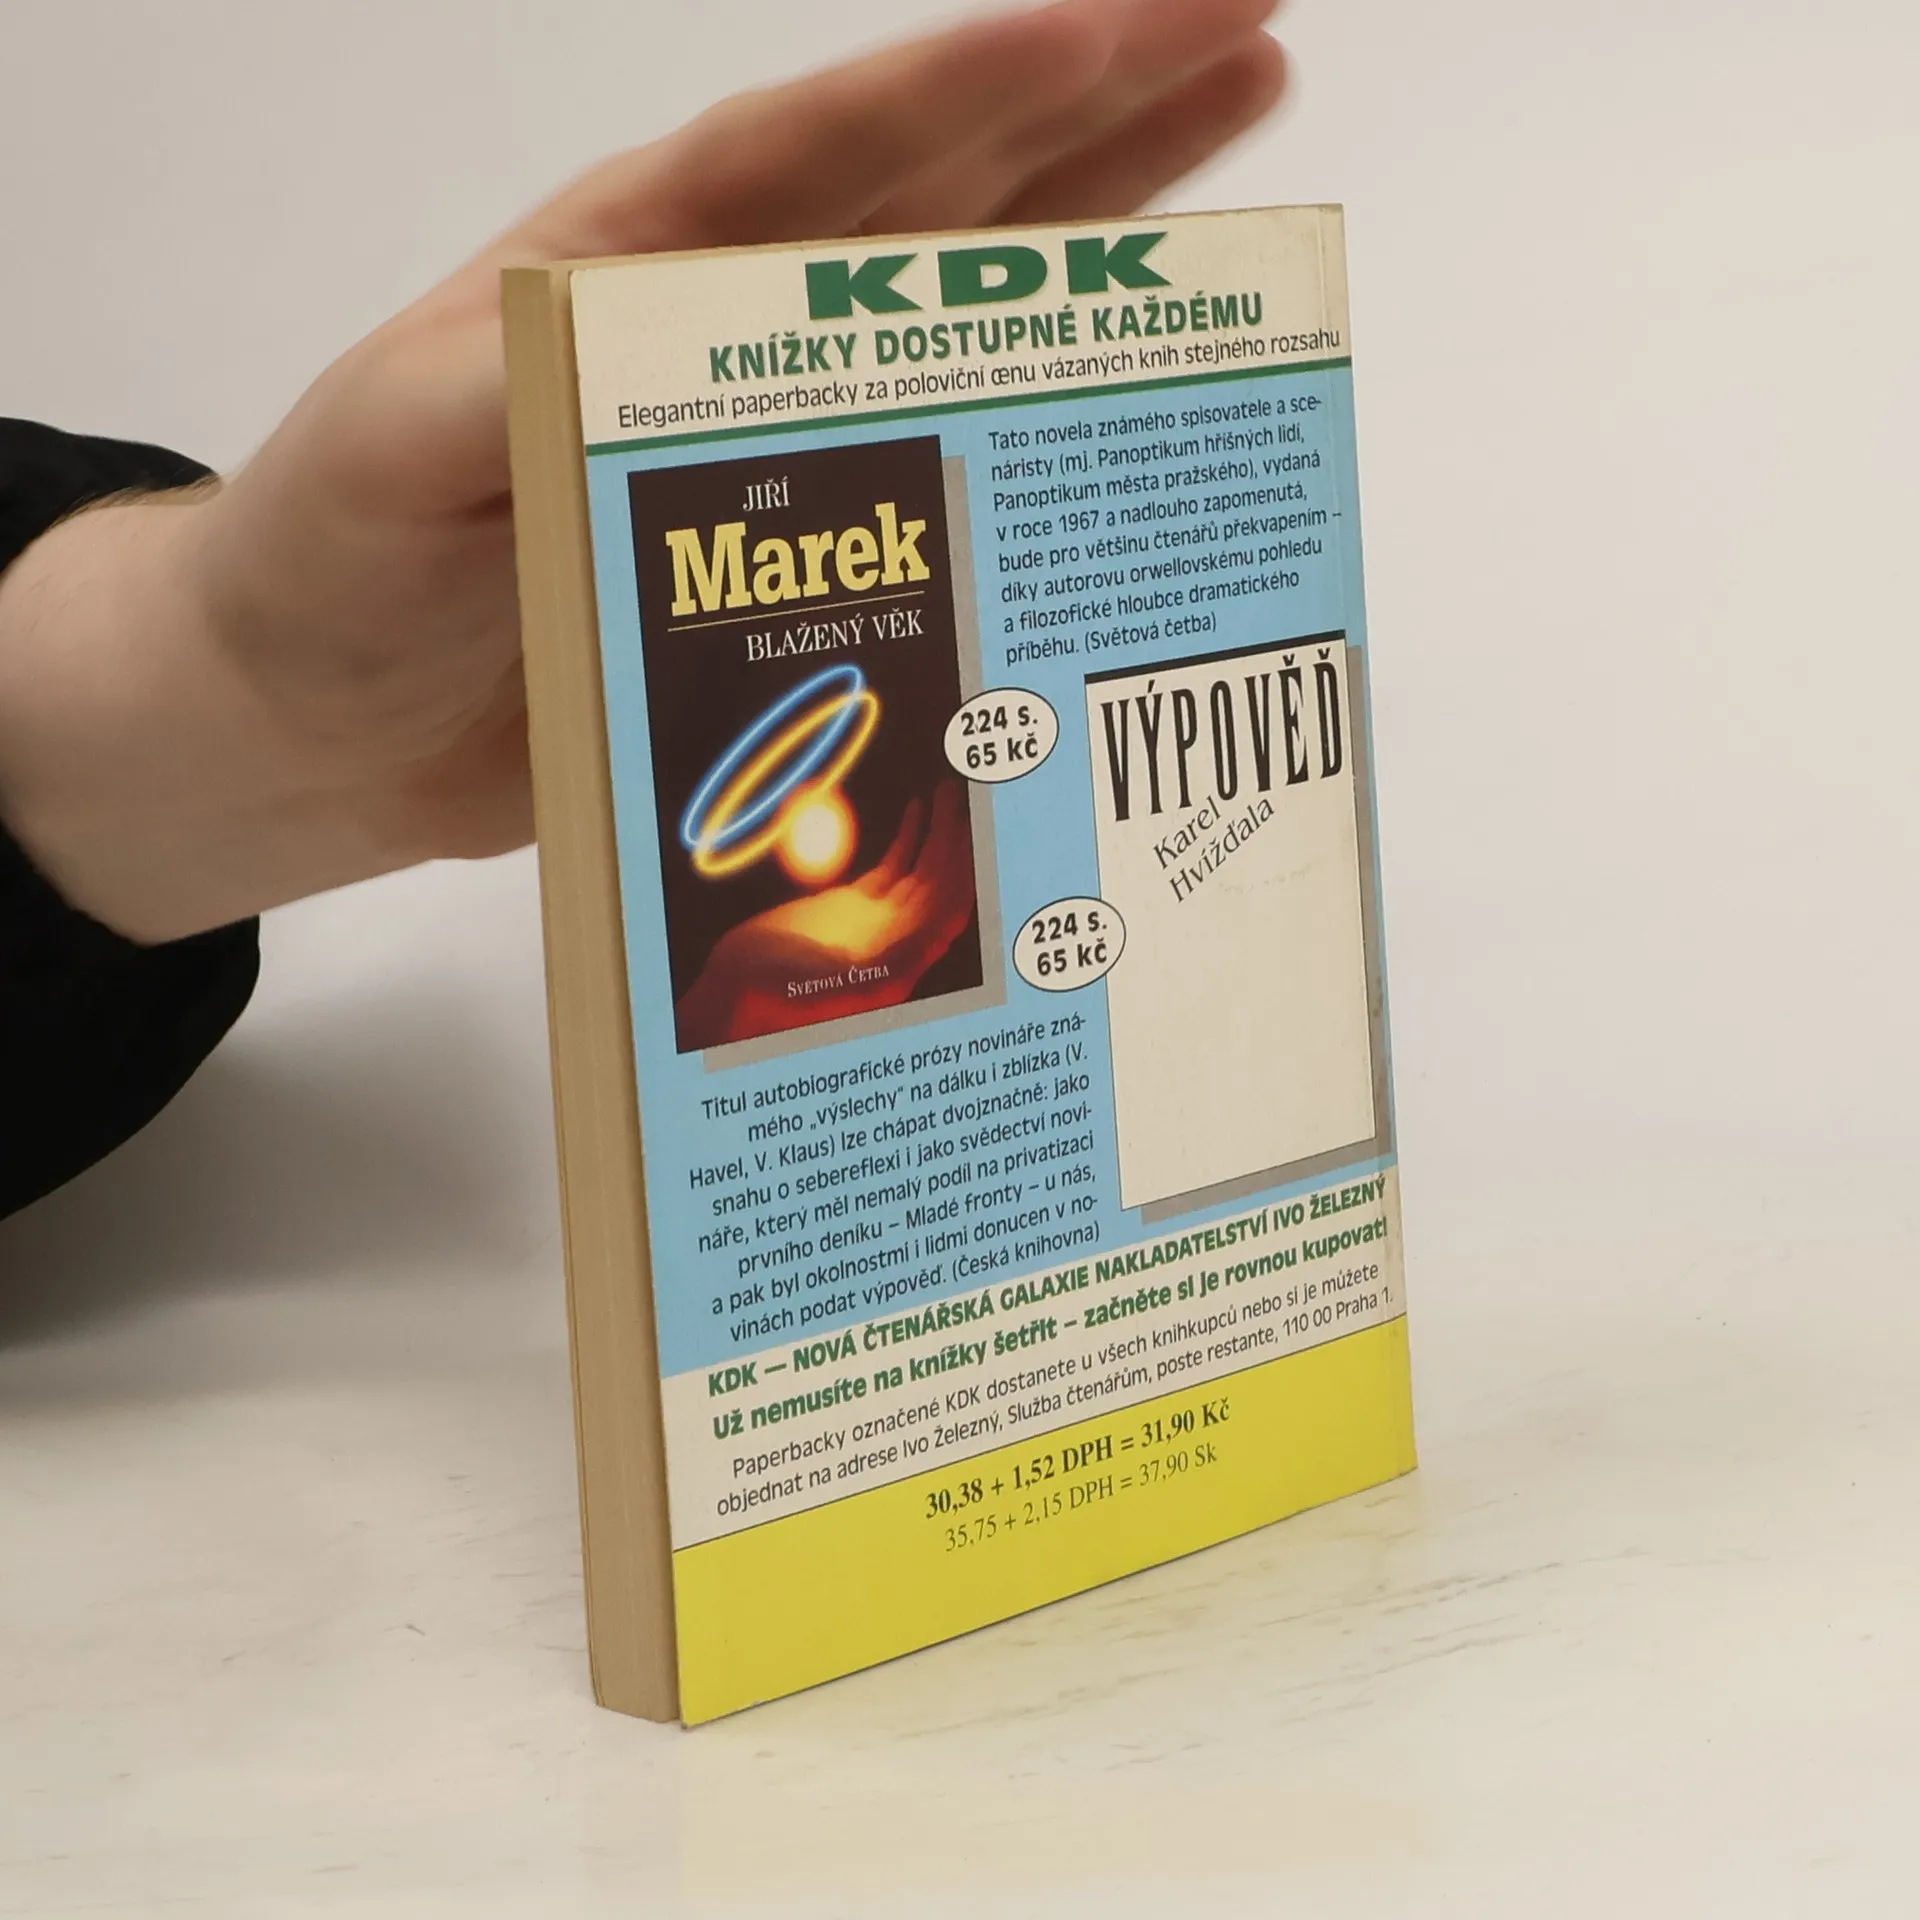 KDK
KNÍŽKY DOSTUPNÉ KAŽDÉMU
Elegantní paperbacky za poloviční cenu vázaných knih stejného rozsahu
JIŘÍ
Marek
BLAŽENÝ VĚK
SVĚTOVÁ ČETBA
Tato novela známého spisovatele a sce-
náristy (mj. Panoptikum hříšných lidí,
Panoptikum města pražského), vydaná
v roce 1967 a nadlouho zapomenutá,
bude pro většinu čtenářů překvapením –
díky autorovu orwellovskému pohledu
a filozofické hloubce dramatického
příběhu. (Světová četba)
224 s.
65 kč
VÝPOVĚĎ
Karel
Hvížďala
224 s.
65 kč
Titul autobiografické prózy novináře zná-
mého „výslechy" na dálku i zblízka (V.
Havel, V. Klaus) lze chápat dvojznačně: jako
snahu o sebereflexi i jako svědectví novi-
náře, který měl nemalý podíl na privatizaci
prvního deníku – Mladé fronty – u nás,
a pak byl okolnostmi i lidmi donucen v no-
vinách podat výpověď. (Česká knihovna)
KDK — NOVÁ ČTENÁŘSKÁ GALAXIE NAKLADATELSTVÍ IVO ŽELEZNÝ
Už nemusíte na knížky šetřit – začněte si je rovnou kupovat!
Paperbacky označené KDK dostanete u všech knihkupců nebo si je můžete
objednat na adrese Ivo Železný, Služba čtenářům, poste restante, 110 00 Praha 1.
30,38 + 1,52 DPH = 31,90 Kč
35,75 + 2,15 DPH = 37,90 Sk